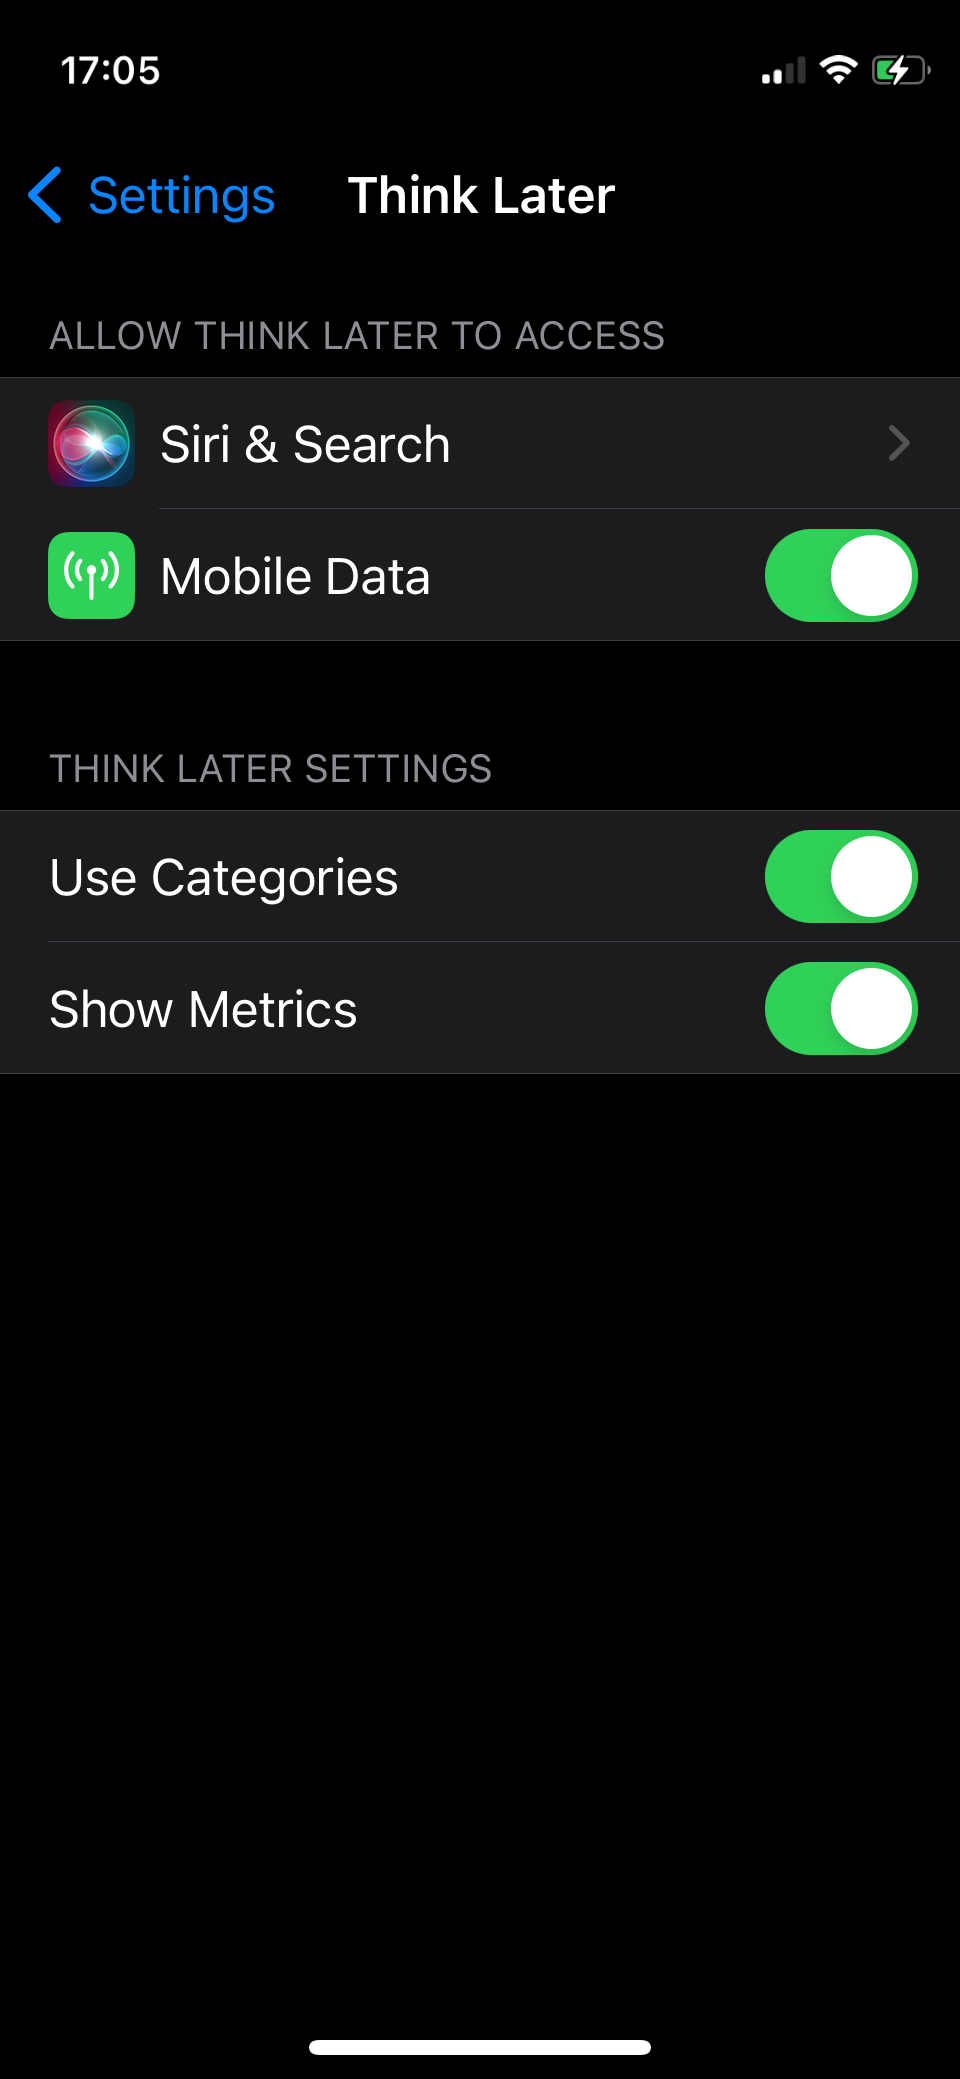 17:05
Settings Think Later
ALLOW THINK LATER TO ACCESS
Siri & Search
Mobile Data
THINK LATER SETTINGS
Use Categories
Show Metrics